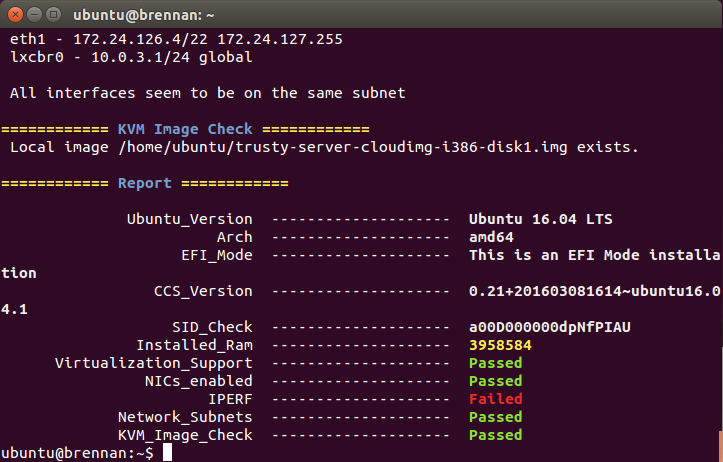 ubuntu@brennan: ~
eth1 - 172.24.126.4/22 172.24.127.255
lxcbr0 - 10.0.3.1/24 global
All interfaces seem to be on the same subnet
============ KVM Image Check ============
Local image /home/ubuntu/trusty-server-cloudimg-i386-disk1.img exists.
============ Report ============
Ubuntu_Version -------------------- Ubuntu 16.04 LTS
Arch -------------------- amd64
EFI_Mode -------------------- This is an EFI Mode installa
tion
CCS_Version -------------------- 0.21+201603081614~ubuntu16.0
4.1
SID_Check -------------------- a00D000000dpNfPIAU
Installed_Ram -------------------- 3958584
Virtualization_Support -------------------- Passed
NICs_enabled -------------------- Passed
IPERF -------------------- Failed
Network_Subnets -------------------- Passed
KVM_Image_Check -------------------- Passed
ubuntu@brennan:~$